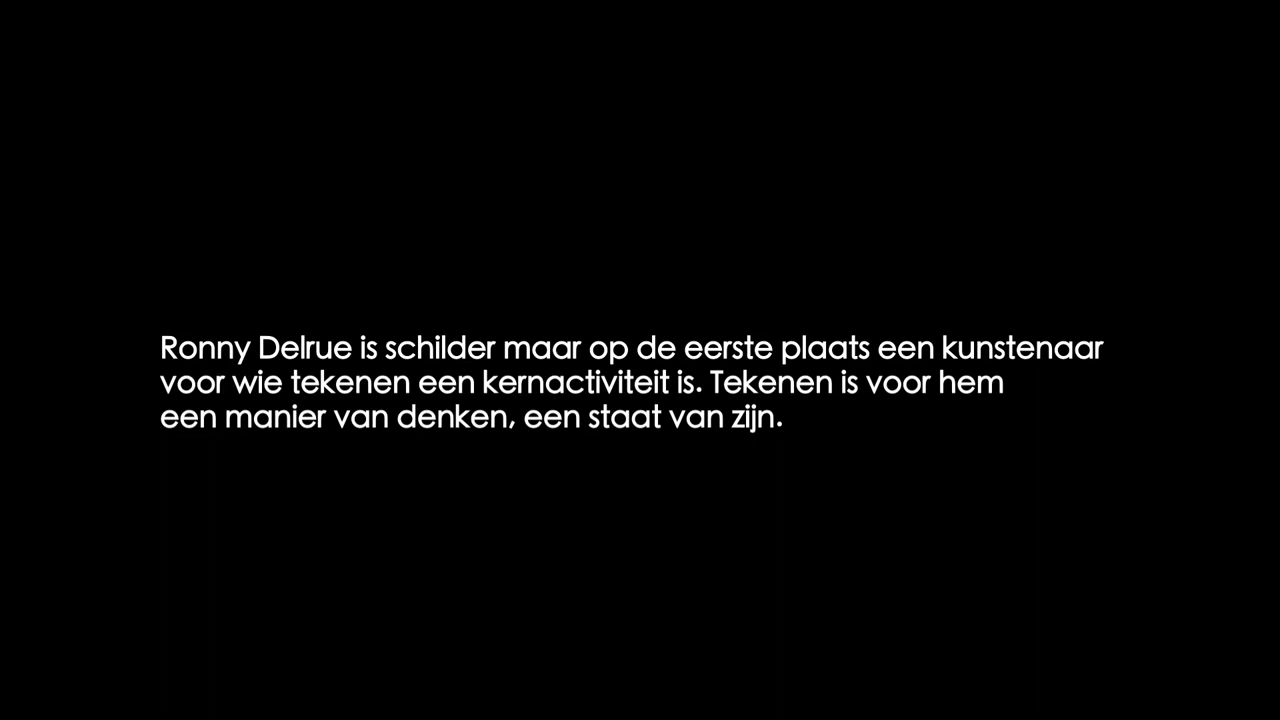 Ronny Delrue is schilder maar op de eerste plaats een kunstenaar
voor wie tekenen een kernactiviteit is. Tekenen is voor hem
een manier van denken, een staat van zijn.